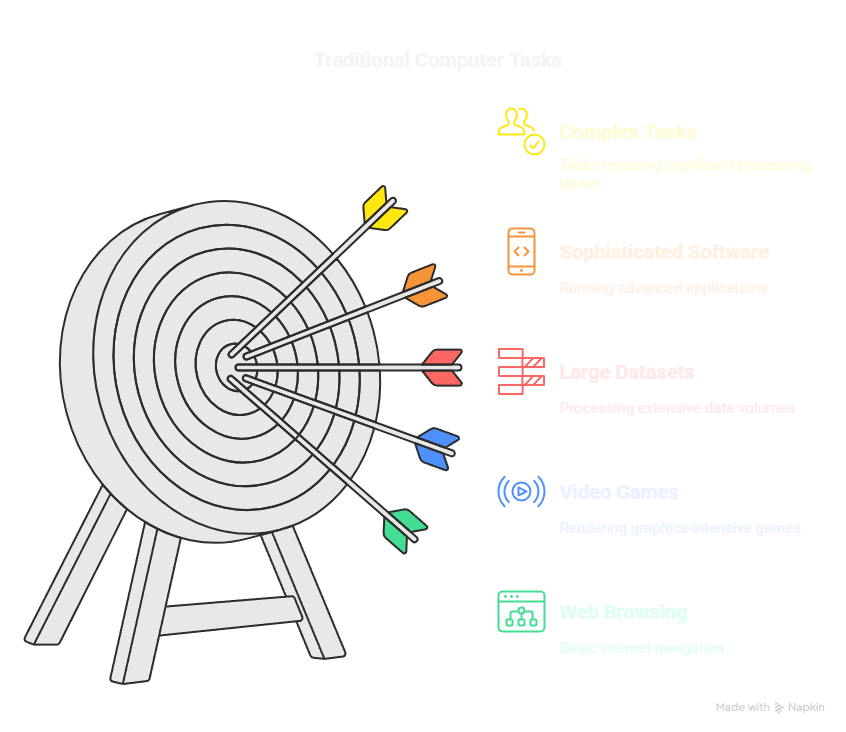 Traditional Computer Tasks
Complex Tasks
Tasks requiring significant processing
power
Sophisticated Software
Running advanced applications
Large Datasets
Processing extensive data volumes
Video Games
Rendering graphics-intensive games
Web Browsing
Basic internet navigation
Made with Napkin